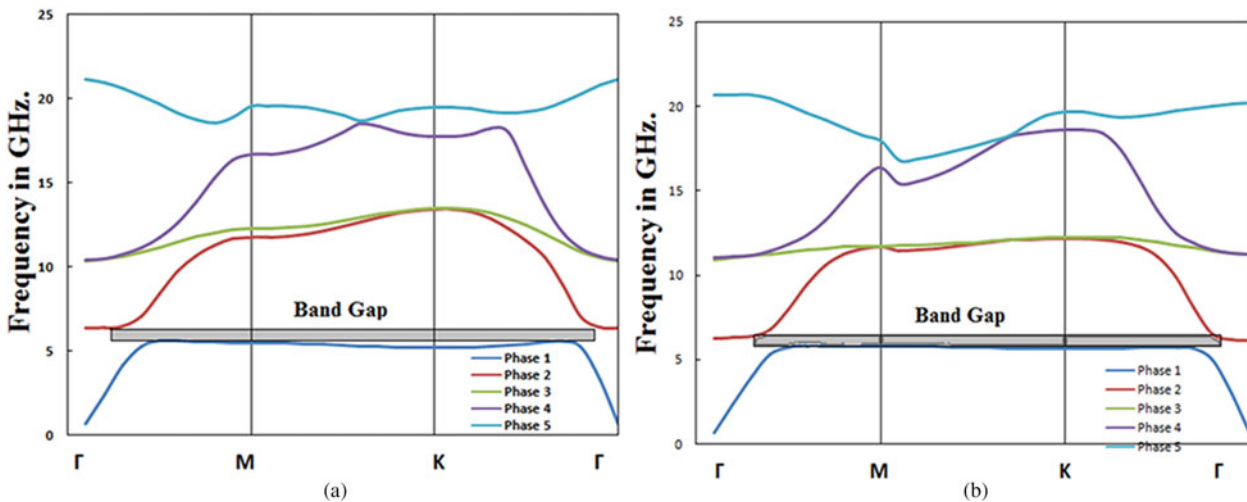 Frequency in GHz.
25
20
15
10
5
0
Band Gap
Phase 1
Phase 2
Phase 3
Phase 4
Phase 5
Γ M K Γ
(a)
Frequency in GHz.
25
20
15
10
5
0
Band Gap
Phase 1
Phase 2
Phase 3
Phase 4
Phase 5
Γ M K Γ
(b)